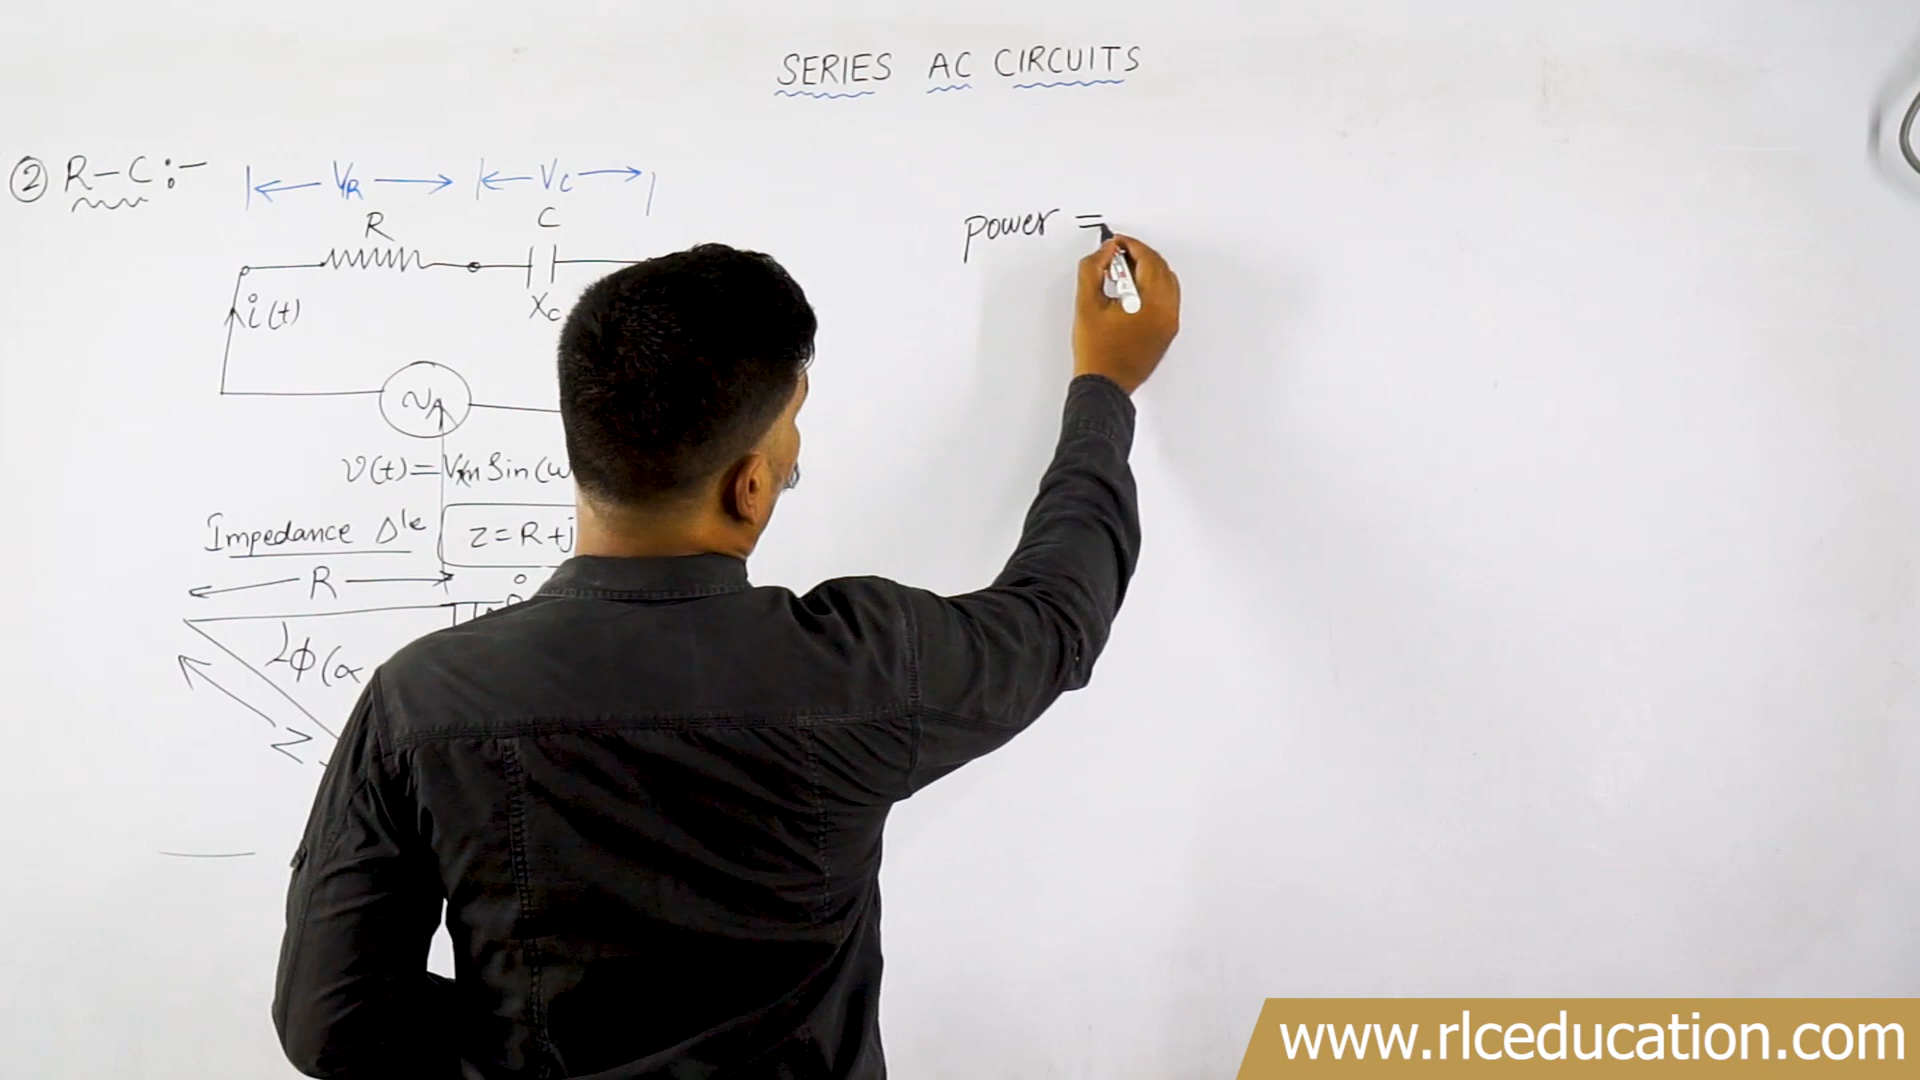 SERIES AC CIRCUITS
② R-C:-
VR VC
R C
i(t) XC
v(t) = Vm Sin(ω
Impedance Δle z = R + j
R
ϕ(α
Z
power =
www.rlceducation.com